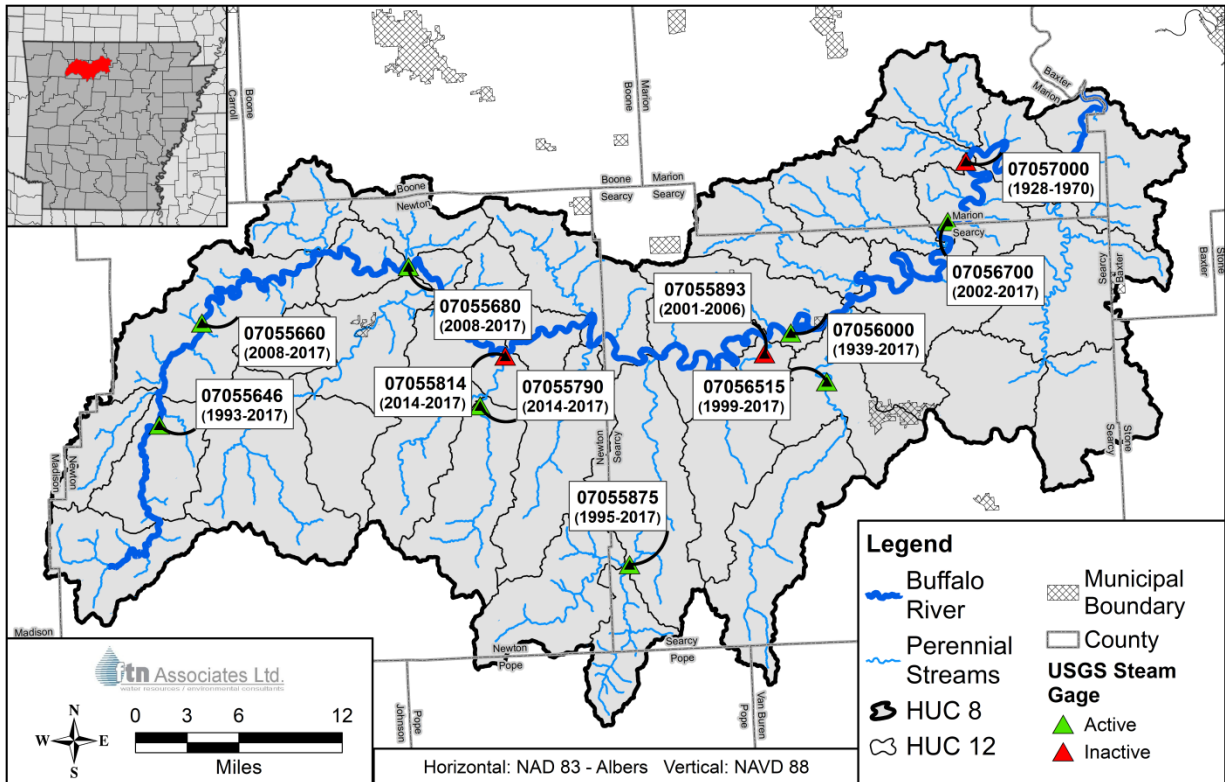 Baxter
Marion
Carroll
Boone
Marion
Boone
Boone
Newton
Boone
Searcy
Marion
Searcy
07057000
(1928-1970)
Marion
Searcy
07056700
(2002-2017)
Searcy
Baxter
Stone
Baxter
07055893
(2001-2006)
07055680
(2008-2017)
07055660
(2008-2017)
07056000
(1939-2017)
07055814
(2014-2017)
07055790
(2014-2017)
07056515
(1999-2017)
07055646
(1993-2017)
Newton
Searcy
Madison
Newton
Stone
Searcy
07055875
(1995-2017)
Madison
Newton
Pope
Searcy
Pope
Pope
Johnson
Van Buren
Pope
Legend
Buffalo
River
Perennial
Streams
HUC 8
HUC 12
Municipal
Boundary
County
USGS Steam
Gage
Active
Inactive
ftn Associates Ltd.
water resources / environmental consultants
N
W E
S
0 3 6 12
Miles
Horizontal: NAD 83 - Albers Vertical: NAVD 88